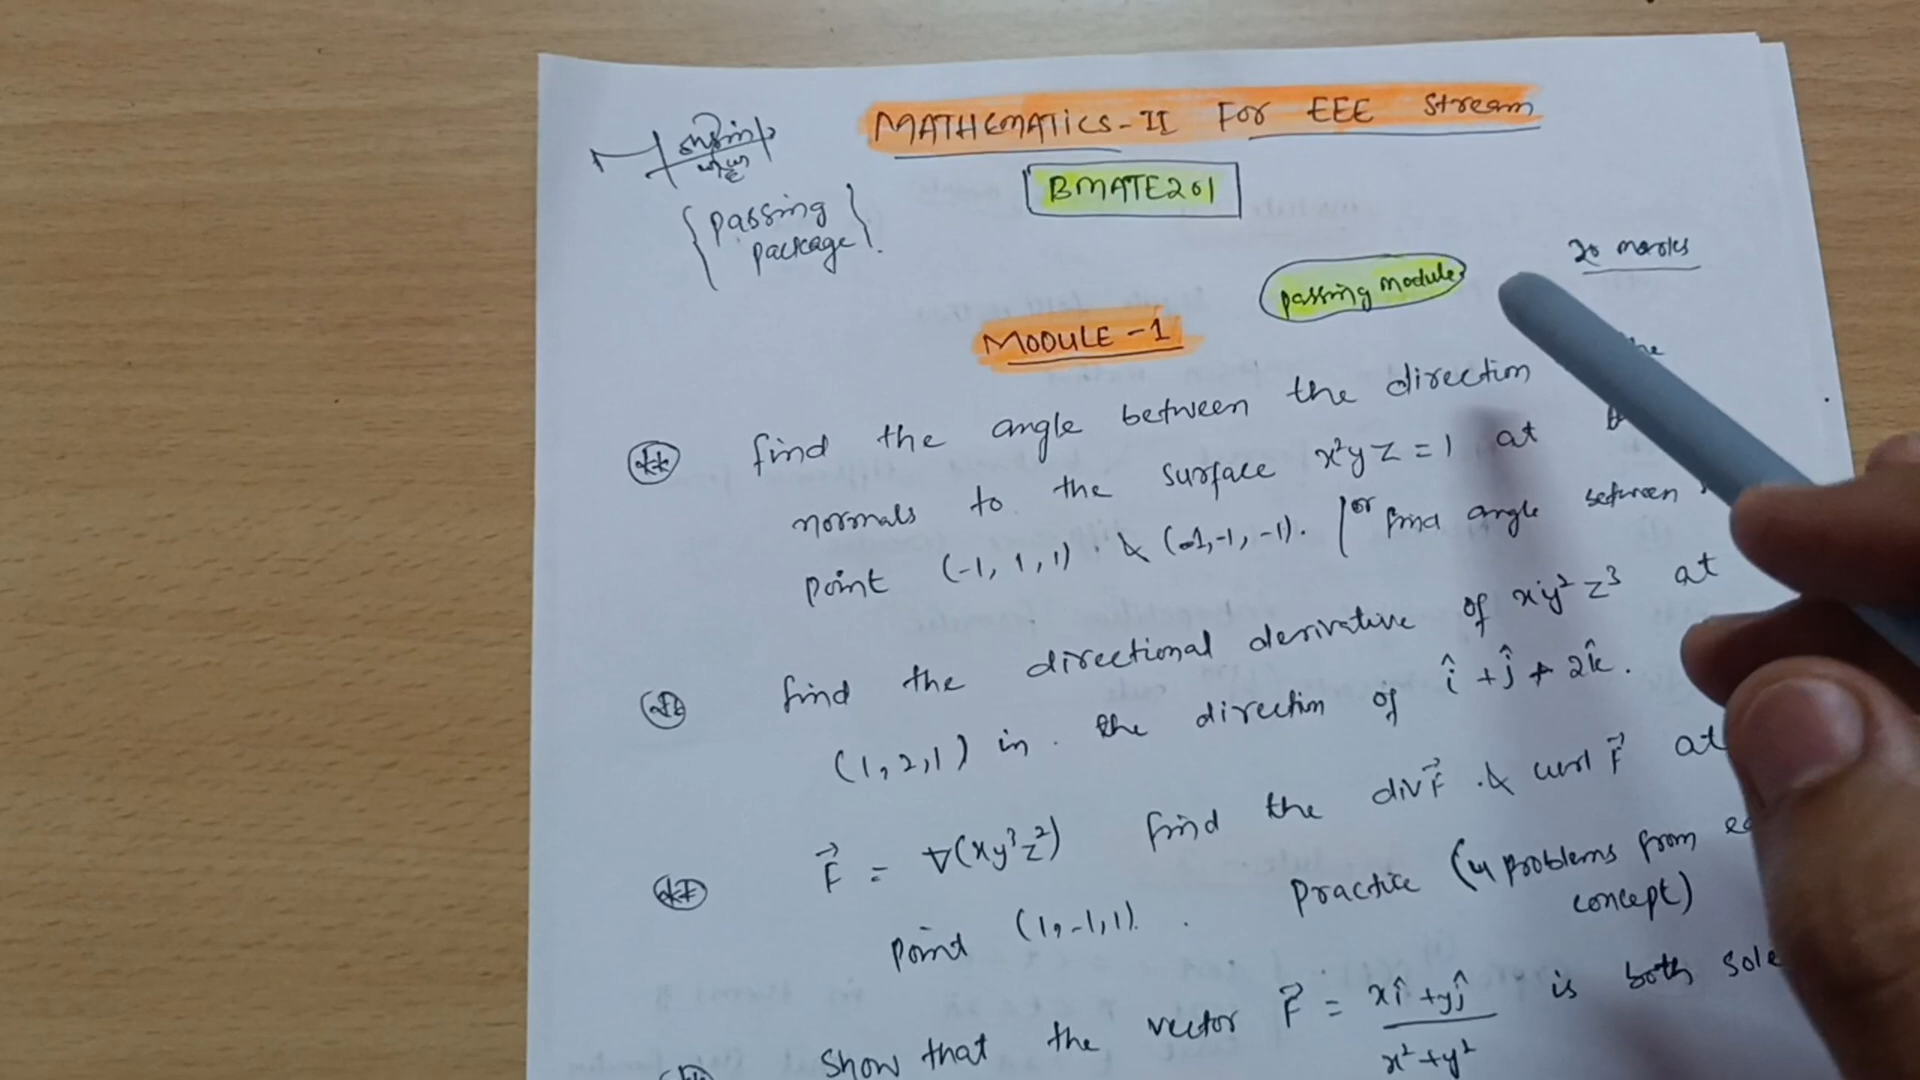 MATHEMATICS-II For EEE Stream
BMATE201
{Passing
package}.
20 marks
passing module
MODULE-1
** find the angle between the direction
normals to the surface x²yz=1 at
point (-1,1,1) & (-1,-1,-1). | or find angle between
** find the directional derivative of xy²z³ at
(1,2,1) in the direction of î+ĵ+2k̂.
** F⃗ = ∇(xy³z²) find the div F⃗ & curl F⃗ at
point (1,-1,1). practice (4 problems from
concept)
Show that the vector F⃗ = xî+yĵ / x²+y² is both sole